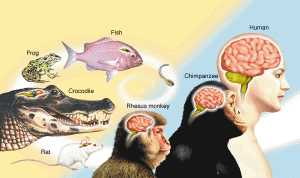 Human
Fish
Frog
Chimpanzee
Crocodile
Rhesus monkey
Rat